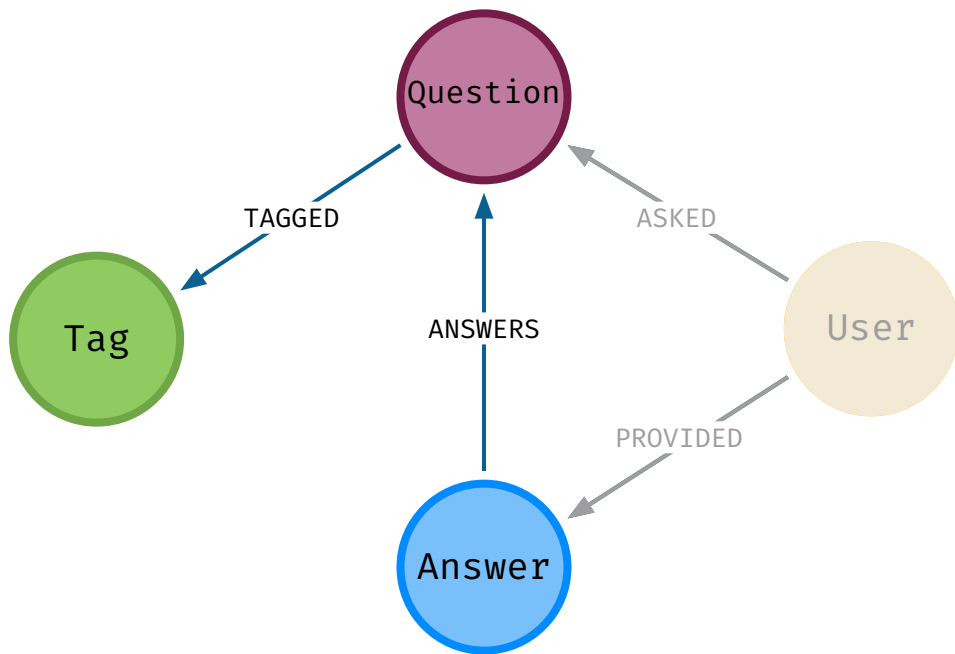 Question
TAGGED
ASKED
Tag
ANSWERS
User
PROVIDED
Answer